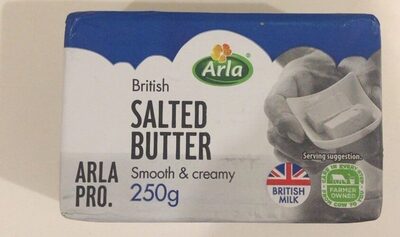 Arla
British
SALTED
BUTTER
Smooth & creamy
250g
ARLA
PRO.
Serving suggestion.
BRITISH
MILK
FARMER
OWNED